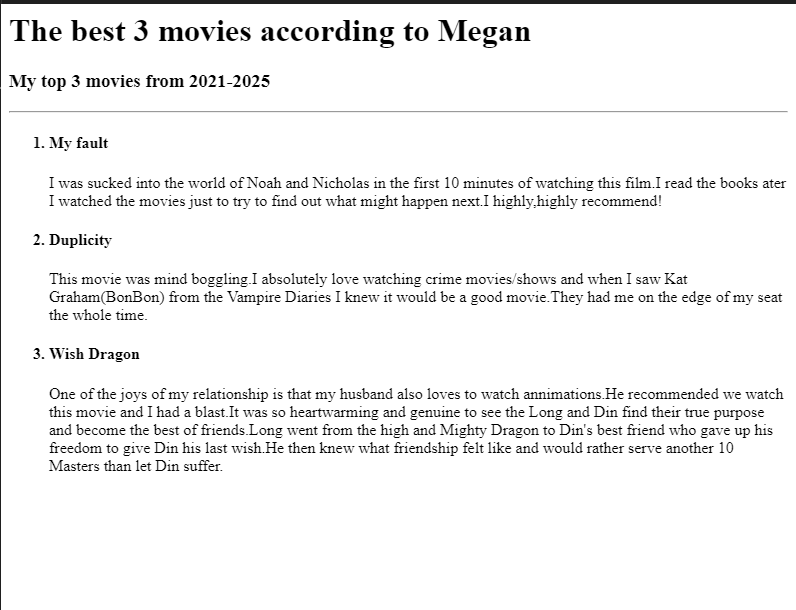 The best 3 movies according to Megan
My top 3 movies from 2021-2025
1. My fault
I was sucked into the world of Noah and Nicholas in the first 10 minutes of watching this film.I read the books ater
I watched the movies just to try to find out what might happen next.I highly,highly recommend!
2. Duplicity
This movie was mind boggling.I absolutely love watching crime movies/shows and when I saw Kat
Graham(BonBon) from the Vampire Diaries I knew it would be a good movie.They had me on the edge of my seat
the whole time.
3. Wish Dragon
One of the joys of my relationship is that my husband also loves to watch annimations.He recommended we watch
this movie and I had a blast.It was so heartwarming and genuine to see the Long and Din find their true purpose
and become the best of friends.Long went from the high and Mighty Dragon to Din's best friend who gave up his
freedom to give Din his last wish.He then knew what friendship felt like and would rather serve another 10
Masters than let Din suffer.